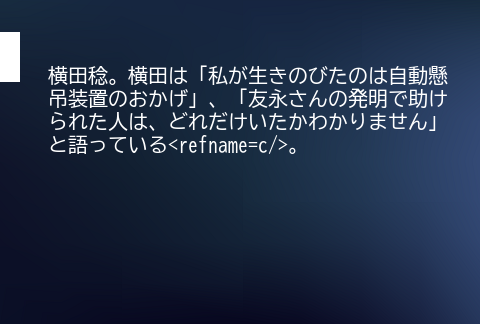 横田稔。横田は「私が生きのびたのは自動懸
吊装置のおかげ」、「友永さんの発明で助け
られた人は、どれだけいたかわかりません」
と語っている<refname=c/>。